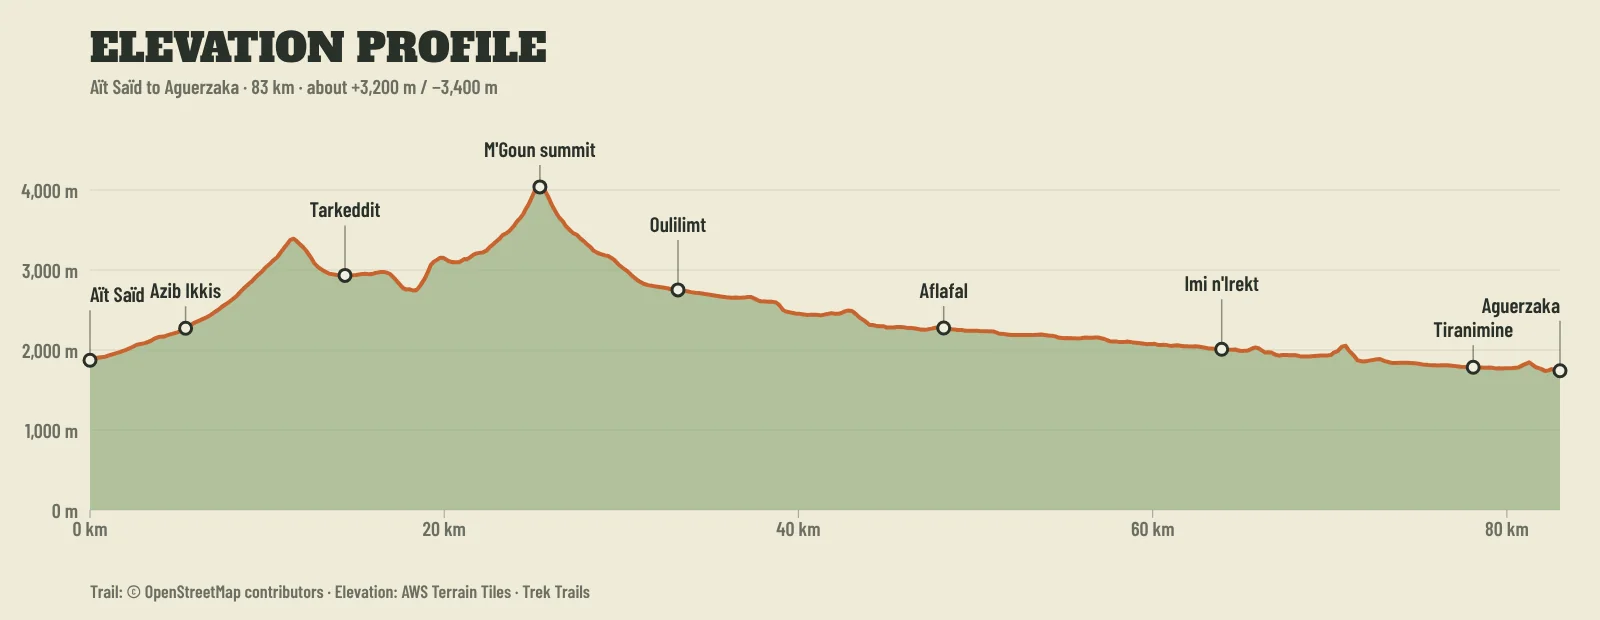 ELEVATION PROFILE
Aït Saïd to Aguerzaka · 83 km · about +3,200 m / −3,400 m
M'Goun summit
4,000 m
Tarkeddit
Oulilimt
3,000 m
Aït Saïd
Azib Ikkis
Aflafal
Imi n'Irekt
Aguerzaka
Tiranimine
2,000 m
1,000 m
0 m
0 km
20 km
40 km
60 km
80 km
Trail: © OpenStreetMap contributors · Elevation: AWS Terrain Tiles · Trek Trails